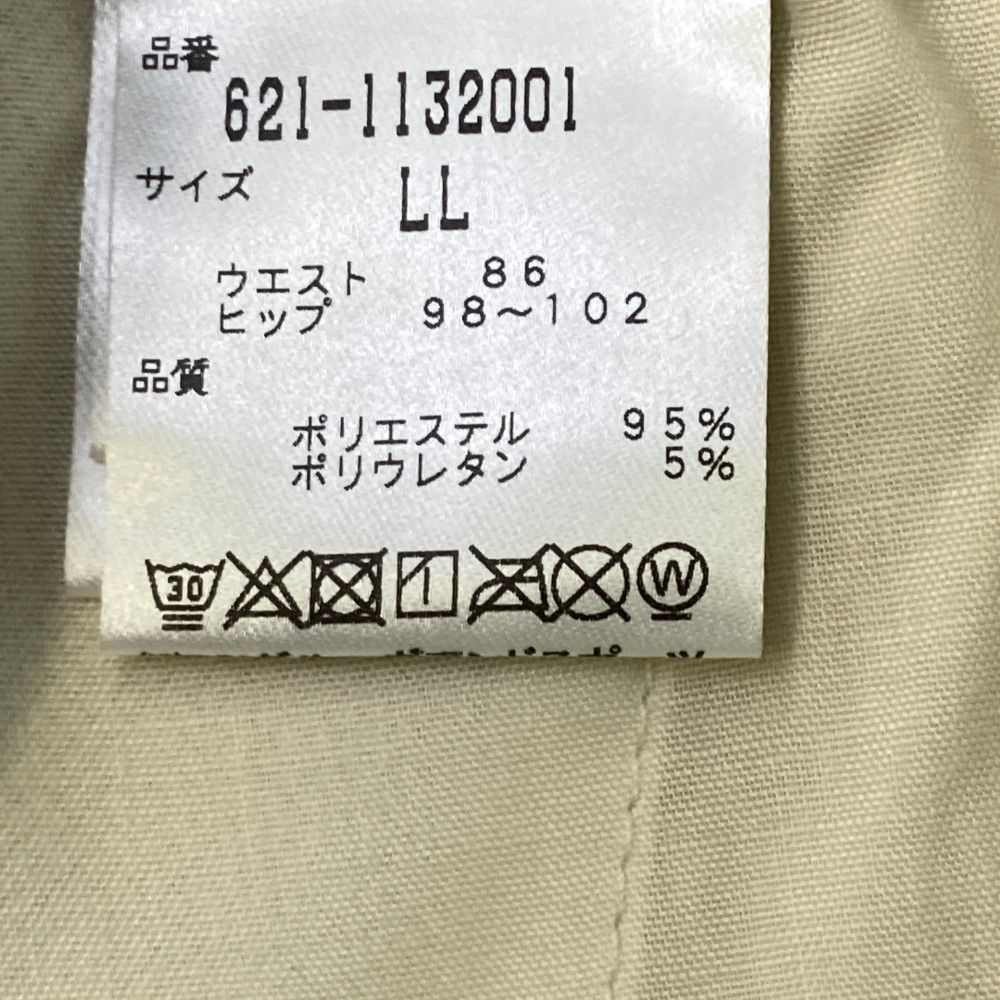 品番
621-1132001
サイズ LL
ウエスト 86
ヒップ 98〜102
品質
ポリエステル 95%
ポリウレタン 5%
30 W